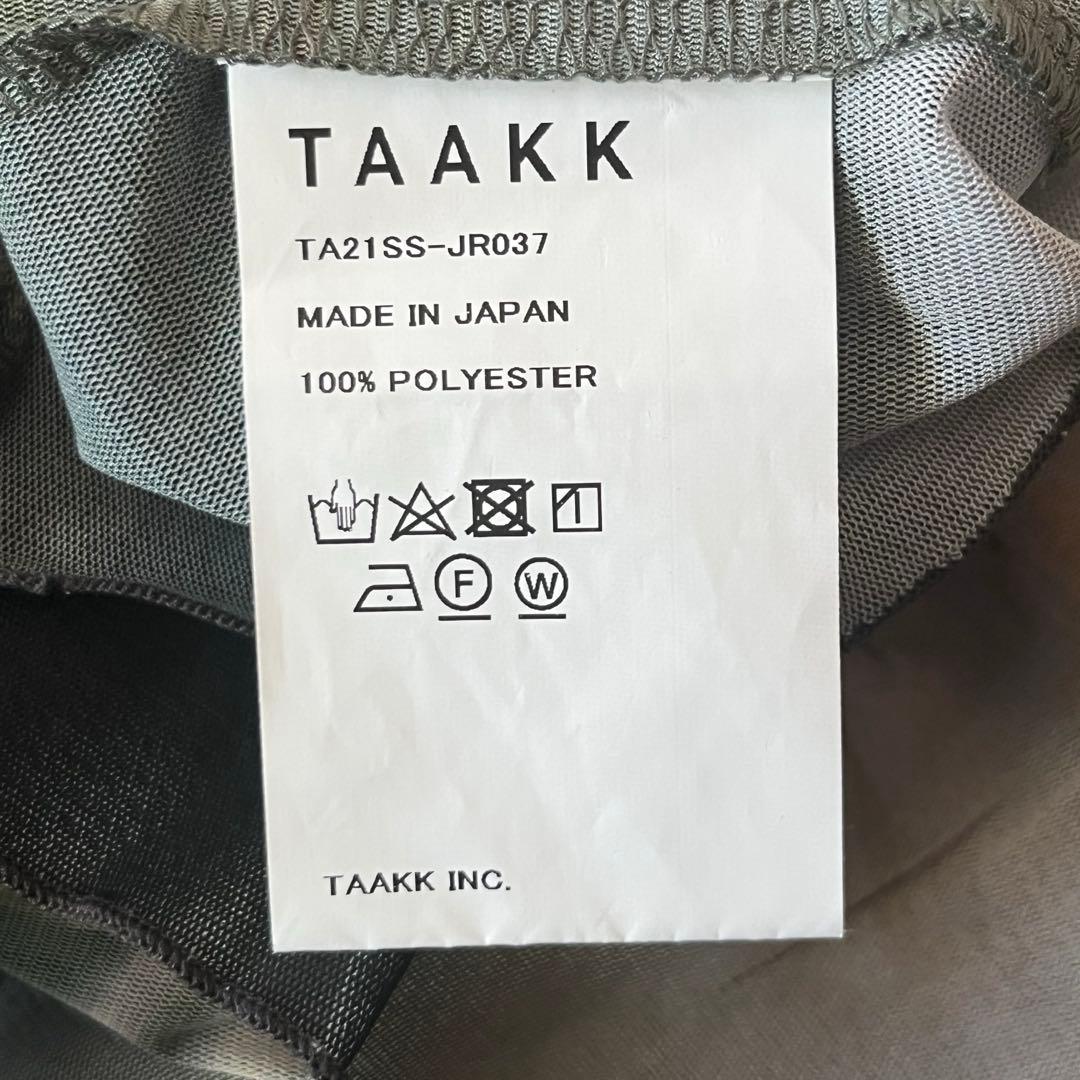 TAAKK
TA21SS-JR037
MADE IN JAPAN
100% POLYESTER
F W
TAAKK INC.